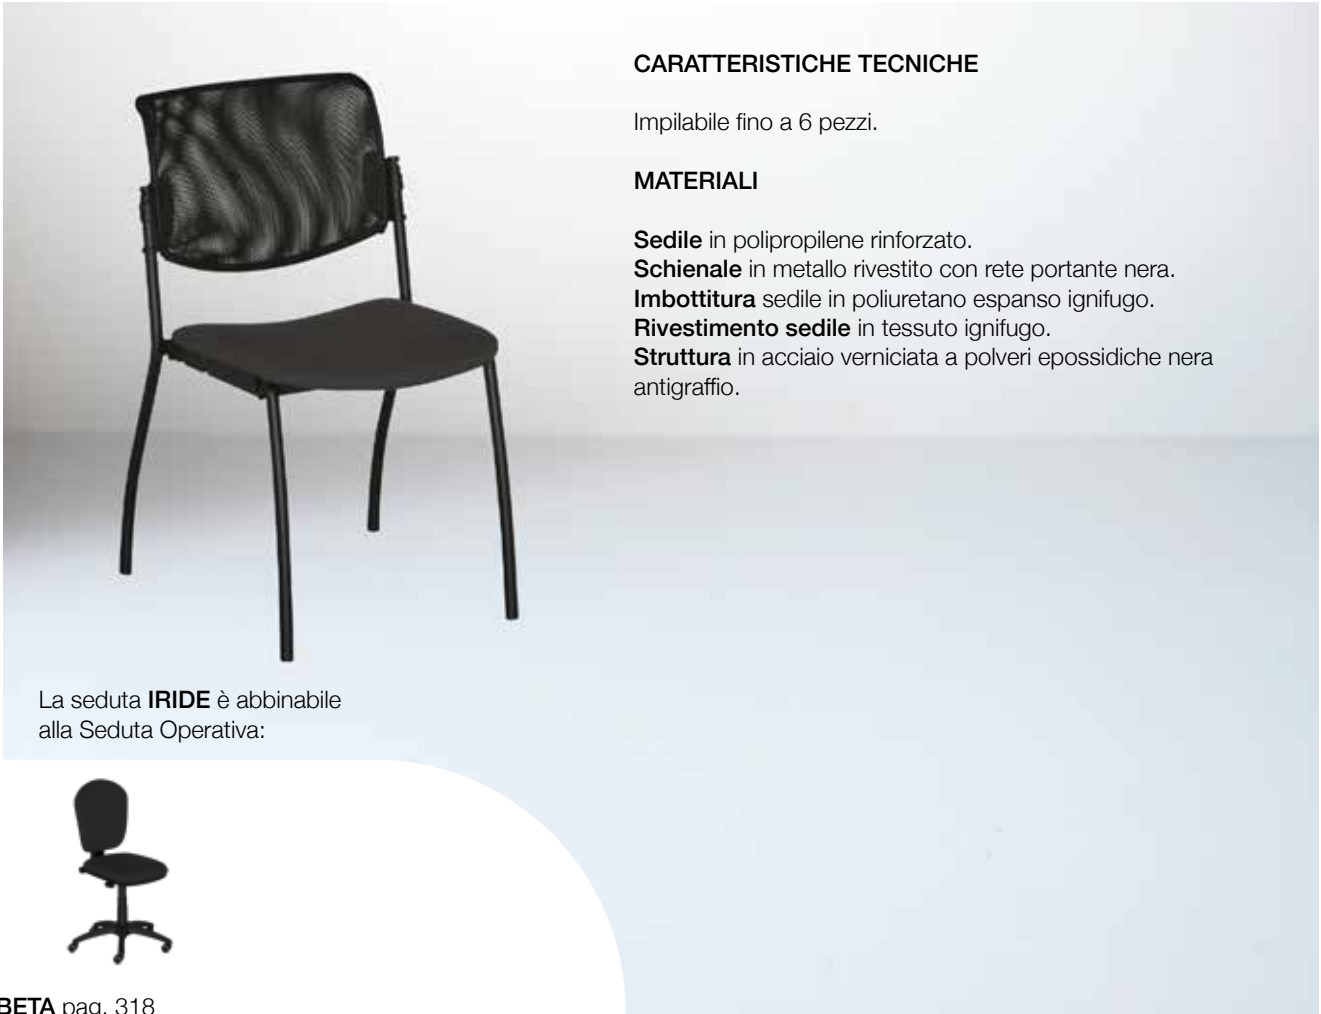 CARATTERISTICHE TECNICHE
Impilabile fino a 6 pezzi.
MATERIALI
Sedile in polipropilene rinforzato.
Schienale in metallo rivestito con rete portante nera.
Imbottitura sedile in poliuretano espanso ignifugo.
Rivestimento sedile in tessuto ignifugo.
Struttura in acciaio verniciata a polveri epossidiche nera
antigraffio.
La seduta IRIDE è abbinabile
alla Seduta Operativa:
BETA pag. 318